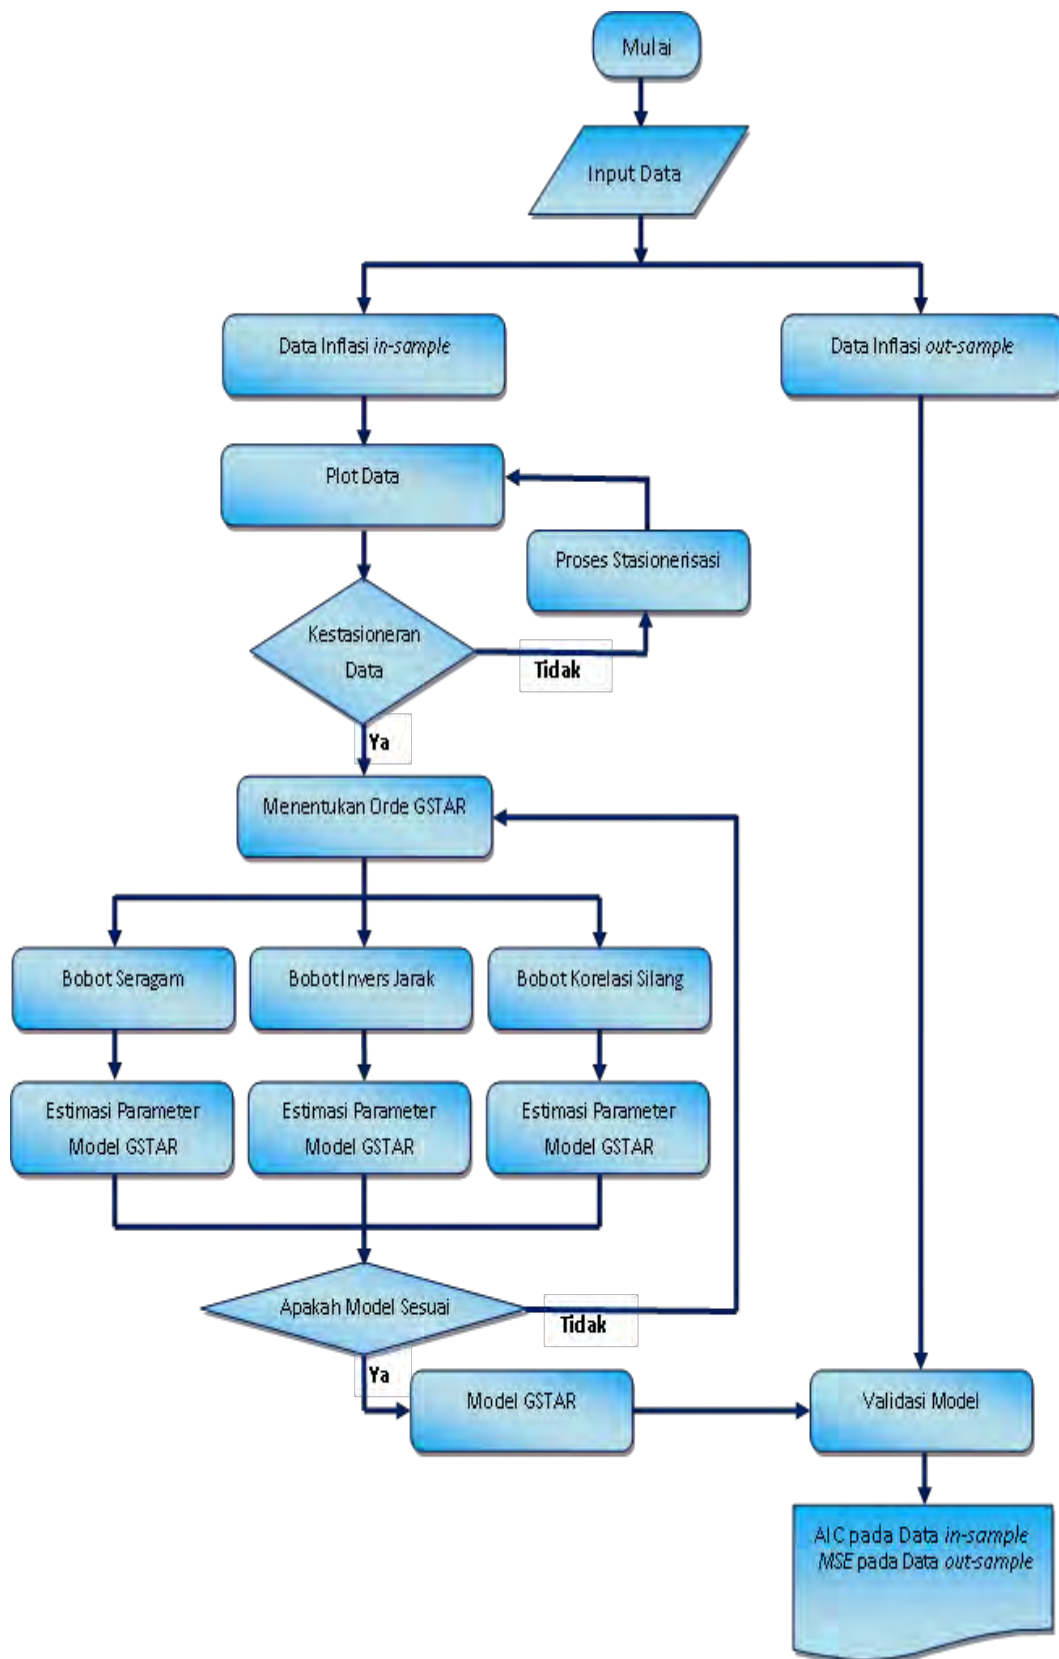 Mulai
Input Data
Data Inflasi in-sample
Data Inflasi out-sample
Plot Data
Proses Stasionerisasi
Kestasioneran
Data
Tidak
Ya
Menentukan Orde GSTAR
Bobot Seragam
Bobot Invers Jarak
Bobot Korelasi Silang
Estimasi Parameter
Model GSTAR
Estimasi Parameter
Model GSTAR
Estimasi Parameter
Model GSTAR
Apakah Model Sesuai
Tidak
Ya
Model GSTAR
Validasi Model
AIC pada Data in-sample
MSE pada Data out-sample